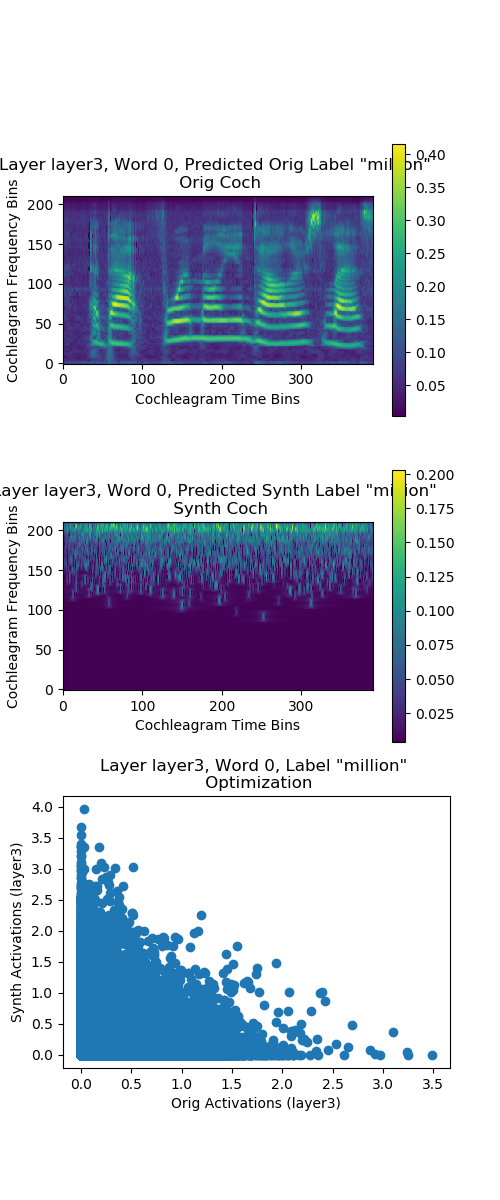 Layer layer3, Word 0, Predicted Orig Label "million"
Orig Coch
Cochleagram Frequency Bins
200
150
100
50
0
0 100 200 300
Cochleagram Time Bins
0.40
0.35
0.30
0.25
0.20
0.15
0.10
0.05
Layer layer3, Word 0, Predicted Synth Label "million"
Synth Coch
Cochleagram Frequency Bins
200
150
100
50
0
0 100 200 300
Cochleagram Time Bins
0.200
0.175
0.150
0.125
0.100
0.075
0.050
0.025
Layer layer3, Word 0, Label "million"
Optimization
Synth Activations (layer3)
4.0
3.5
3.0
2.5
2.0
1.5
1.0
0.5
0.0
0.0 0.5 1.0 1.5 2.0 2.5 3.0 3.5
Orig Activations (layer3)